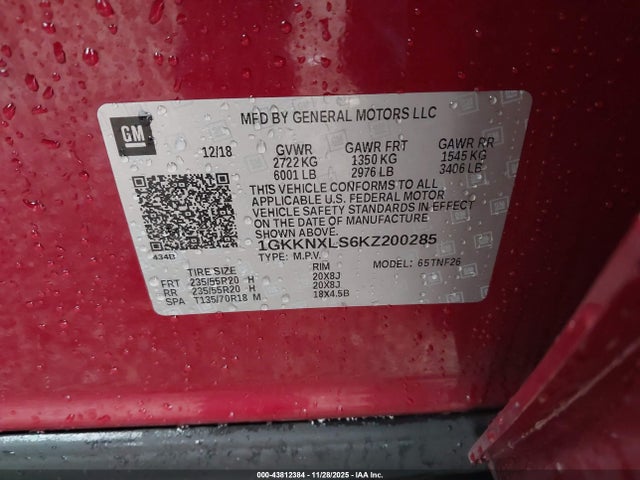 GM
MFD BY GENERAL MOTORS LLC
12/18 GVWR GAWR FRT GAWR RR
2722 KG 1350 KG 1545 KG
6001 LB 2976 LB 3406 LB
THIS VEHICLE CONFORMS TO ALL
APPLICABLE U.S. FEDERAL MOTOR
VEHICLE SAFETY STANDARDS IN EFFECT
ON THE DATE OF MANUFACTURE
SHOWN ABOVE.
1GKKNXLS6KZ200285
434B TYPE: M.P.V. MODEL: 65TNF26
TIRE SIZE RIM
FRT 235/55R20 H 20X8J
RR 235/55R20 H 20X8J
SPA T135/70R18 M 18X4.5B
000-43812384 | 11/28/2025 - IAA Inc.